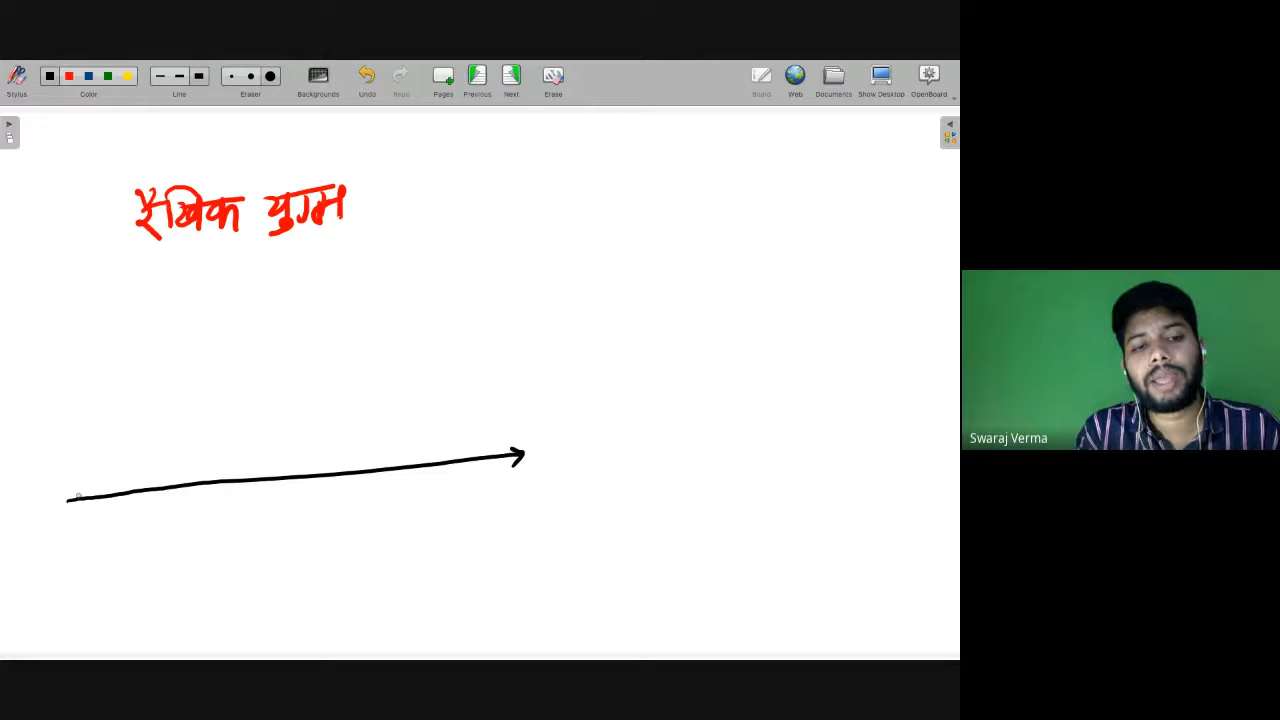 Stylus
Color
Line
Eraser
Backgrounds
Undo
Redo
Pages
Previous
Next
Erase
Board
Web
Documents
Show Desktop
OpenBoard
रैखिक युग्म
Swaraj Verma